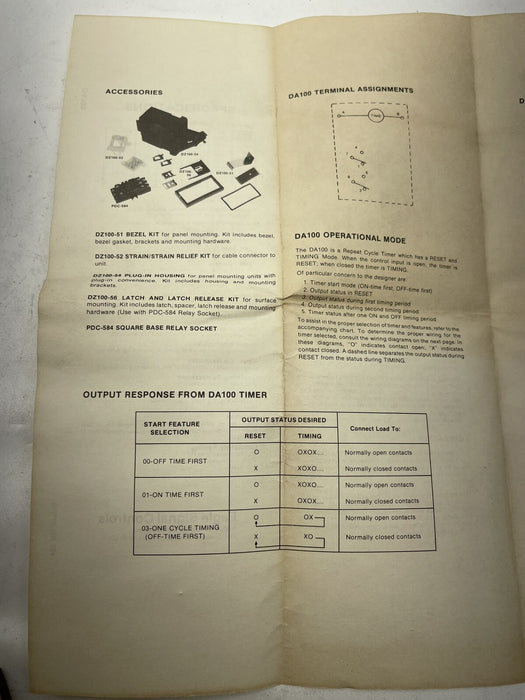 ACCESSORIES
DZ100-52
DZ100-54
DZ100-56
DZ100-51
PDC-584
DZ100-51 BEZEL KIT for panel mounting. Kit includes bezel,
bezel gasket, brackets and mounting hardware.
DZ100-52 STRAIN/STRAIN RELIEF KIT for cable connector to
unit.
DZ100-54 PLUG-IN HOUSING for panel mounting units with
plug-in convenience. Kit includes housing and mounting
brackets.
DZ100-56 LATCH AND LATCH RELEASE KIT for surface
mounting. Kit includes latch, spacer, latch release and mounting
hardware (Use with PDC-584 Relay Socket).
PDC-584 SQUARE BASE RELAY SOCKET
DA100 TERMINAL ASSIGNMENTS
TIMER
DA100 OPERATIONAL MODE
The DA100 is a Repeat Cycle Timer which has a RESET and
TIMING Mode. When the control input is open, the timer is
RESET; when closed the timer is TIMING.
Of particular concern to the designer are:
1. Timer start mode (ON-time first, OFF-time first)
2. Output status in RESET
3. Output status during first timing period
4. Output status during second timing period
5. Timer status after one ON and OFF timing period
To assist in the proper selection of timer and features, refer to the
accompanying chart. To determine the proper wiring for the
timer selected, consult the wiring diagrams on the next page. In
these diagrams, "O" indicates contact open, "X" indicates
contact closed. A dashed line separates the output status during
RESET from the status during TIMING.
OUTPUT RESPONSE FROM DA100 TIMER
START FEATURE
SELECTION
OUTPUT STATUS DESIRED
RESET TIMING
Connect Load To:
00-OFF TIME FIRST
O OXOX... Normally open contacts
X XOXO... Normally closed contacts
01-ON TIME FIRST
O XOXO... Normally open contacts
X OXOX... Normally closed contacts
03-ONE CYCLE TIMING
(OFF-TIME FIRST)
O OX Normally open contacts
X XO Normally closed contacts
D